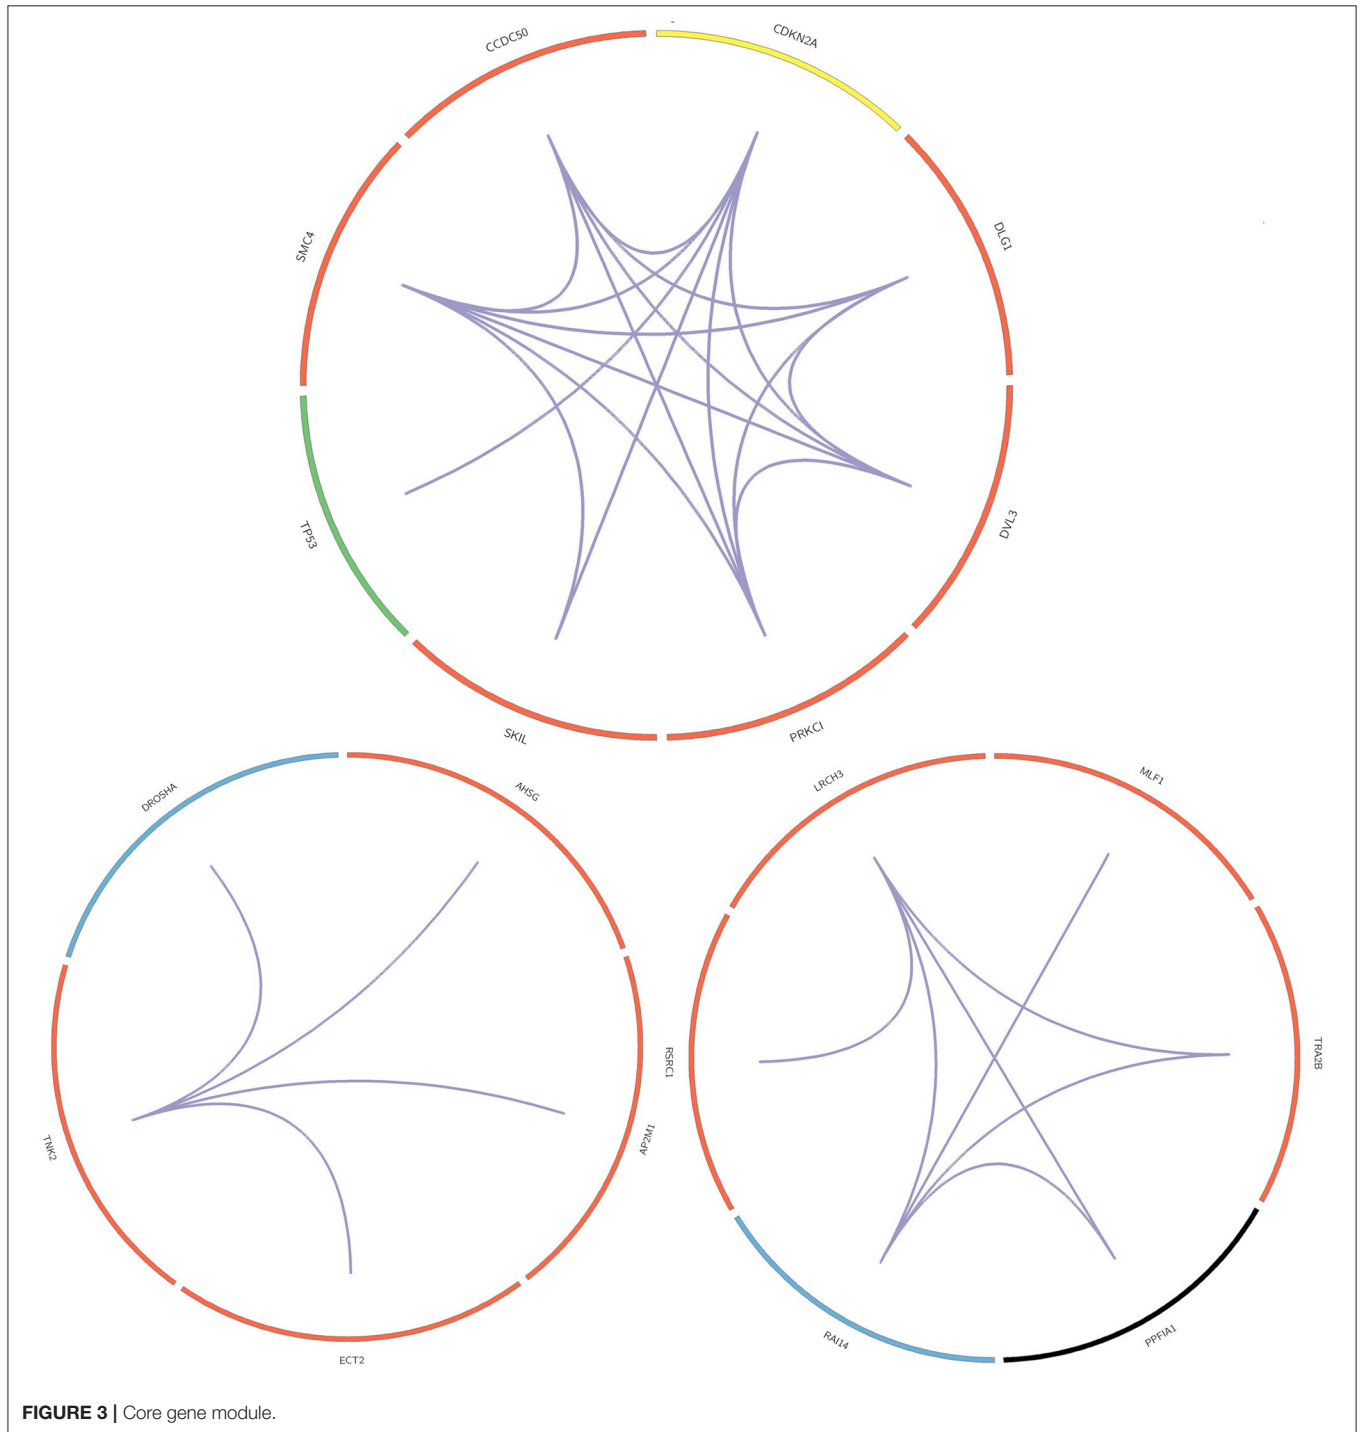 CCDC50
CDKN2A
SMC4
DLG1
TP53
DVL3
SKIL
PRKCI
DROSHA
AHSG
TNK2
AP2M1
ECT2
LRCH3
MLF1
RSRC1
TRA2B
RAI14
PPFIA1
FIGURE 3 | Core gene module.